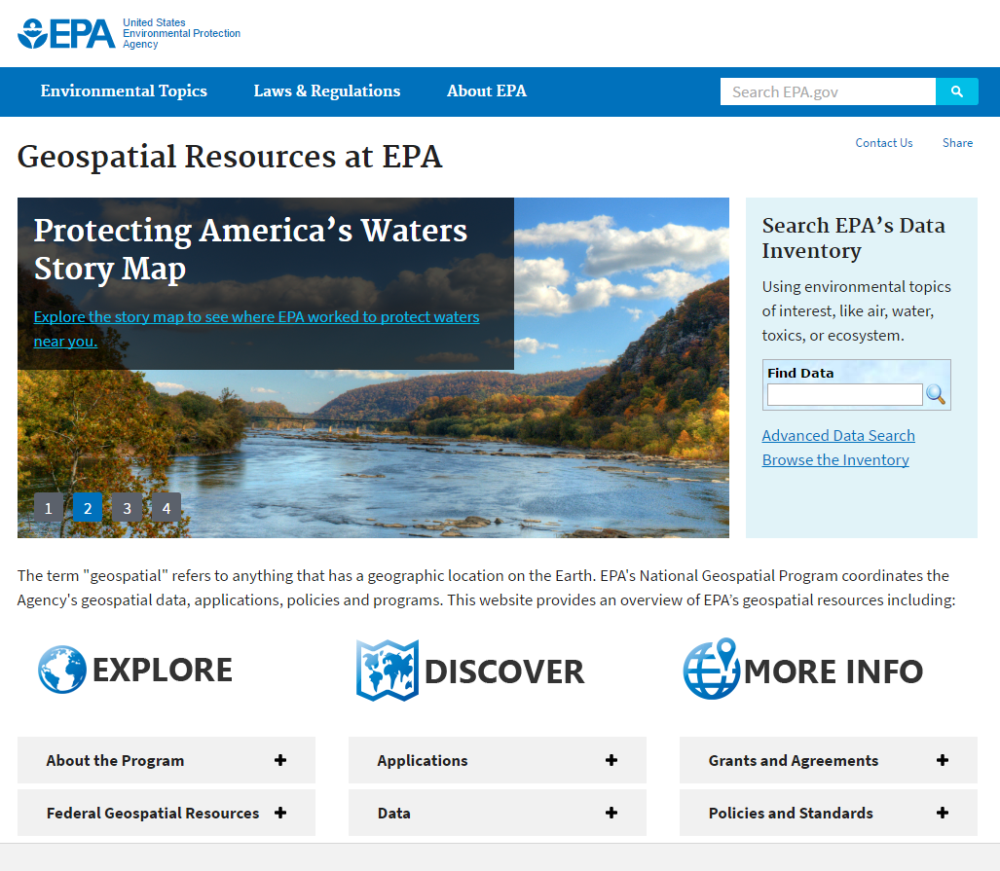 EPA
United States
Environmental Protection
Agency
Environmental Topics
Laws & Regulations
About EPA
Search EPA.gov
Contact Us
Share
Geospatial Resources at EPA
Protecting America’s Waters
Story Map
Explore the story map to see where EPA worked to protect waters
near you.
1 2 3 4
Search EPA’s Data
Inventory
Using environmental topics
of interest, like air, water,
toxics, or ecosystem.
Find Data
Advanced Data Search
Browse the Inventory
The term "geospatial" refers to anything that has a geographic location on the Earth. EPA's National Geospatial Program coordinates the
Agency's geospatial data, applications, policies and programs. This website provides an overview of EPA’s geospatial resources including:
EXPLORE
DISCOVER
MORE INFO
About the Program
Applications
Grants and Agreements
Federal Geospatial Resources
Data
Policies and Standards